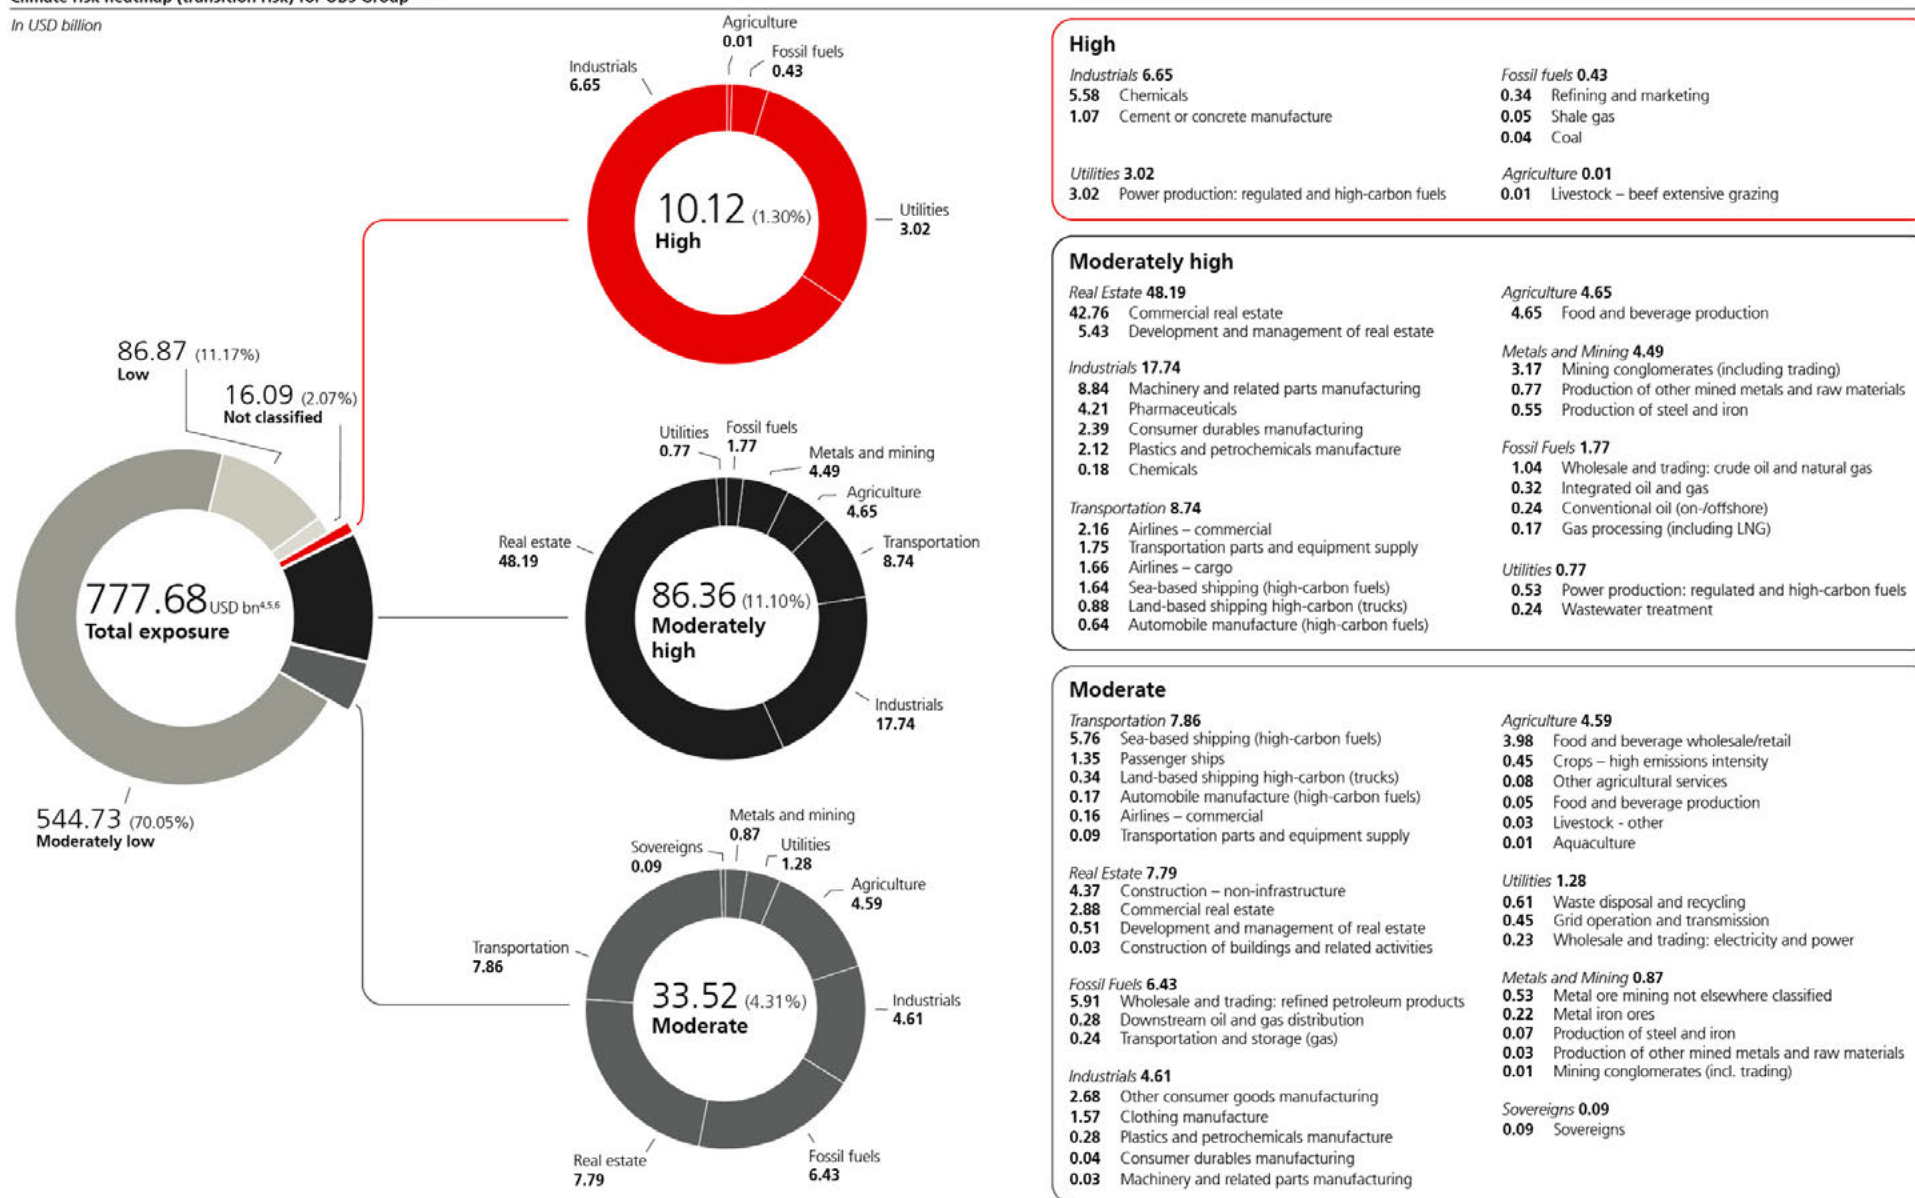 In USD billion
Agriculture
0.01
Fossil fuels
0.43
Industrials
6.65
Utilities
3.02
10.12 (1.30%)
High
86.87 (11.17%)
Low
16.09 (2.07%)
Not classified
777.68 USD bn4,5,6
Total exposure
544.73 (70.05%)
Moderately low
Utilities
0.77
Fossil fuels
1.77
Metals and mining
4.49
Agriculture
4.65
Transportation
8.74
Real estate
48.19
Industrials
17.74
86.36 (11.10%)
Moderately
high
Sovereigns
0.09
Metals and mining
0.87
Utilities
1.28
Agriculture
4.59
Transportation
7.86
Industrials
4.61
Real estate
7.79
Fossil fuels
6.43
33.52 (4.31%)
Moderate
High
Industrials 6.65
5.58 Chemicals
1.07 Cement or concrete manufacture
Utilities 3.02
3.02 Power production: regulated and high-carbon fuels
Fossil fuels 0.43
0.34 Refining and marketing
0.05 Shale gas
0.04 Coal
Agriculture 0.01
0.01 Livestock – beef extensive grazing
Moderately high
Real Estate 48.19
42.76 Commercial real estate
5.43 Development and management of real estate
Industrials 17.74
8.84 Machinery and related parts manufacturing
4.21 Pharmaceuticals
2.39 Consumer durables manufacturing
2.12 Plastics and petrochemicals manufacture
0.18 Chemicals
Transportation 8.74
2.16 Airlines – commercial
1.75 Transportation parts and equipment supply
1.66 Airlines – cargo
1.64 Sea-based shipping (high-carbon fuels)
0.88 Land-based shipping high-carbon (trucks)
0.64 Automobile manufacture (high-carbon fuels)
Agriculture 4.65
4.65 Food and beverage production
Metals and Mining 4.49
3.17 Mining conglomerates (including trading)
0.77 Production of other mined metals and raw materials
0.55 Production of steel and iron
Fossil Fuels 1.77
1.04 Wholesale and trading: crude oil and natural gas
0.32 Integrated oil and gas
0.24 Conventional oil (on-/offshore)
0.17 Gas processing (including LNG)
Utilities 0.77
0.53 Power production: regulated and high-carbon fuels
0.24 Wastewater treatment
Moderate
Transportation 7.86
5.76 Sea-based shipping (high-carbon fuels)
1.35 Passenger ships
0.34 Land-based shipping high-carbon (trucks)
0.17 Automobile manufacture (high-carbon fuels)
0.16 Airlines – commercial
0.09 Transportation parts and equipment supply
Real Estate 7.79
4.37 Construction – non-infrastructure
2.88 Commercial real estate
0.51 Development and management of real estate
0.03 Construction of buildings and related activities
Fossil Fuels 6.43
5.91 Wholesale and trading: refined petroleum products
0.28 Downstream oil and gas distribution
0.24 Transportation and storage (gas)
Industrials 4.61
2.68 Other consumer goods manufacturing
1.57 Clothing manufacture
0.28 Plastics and petrochemicals manufacture
0.04 Consumer durables manufacturing
0.03 Machinery and related parts manufacturing
Agriculture 4.59
3.98 Food and beverage wholesale/retail
0.45 Crops – high emissions intensity
0.08 Other agricultural services
0.05 Food and beverage production
0.03 Livestock - other
0.01 Aquaculture
Utilities 1.28
0.61 Waste disposal and recycling
0.45 Grid operation and transmission
0.23 Wholesale and trading: electricity and power
Metals and Mining 0.87
0.53 Metal ore mining not elsewhere classified
0.22 Metal iron ores
0.07 Production of steel and iron
0.03 Production of other mined metals and raw materials
0.01 Mining conglomerates (incl. trading)
Sovereigns 0.09
0.09 Sovereigns